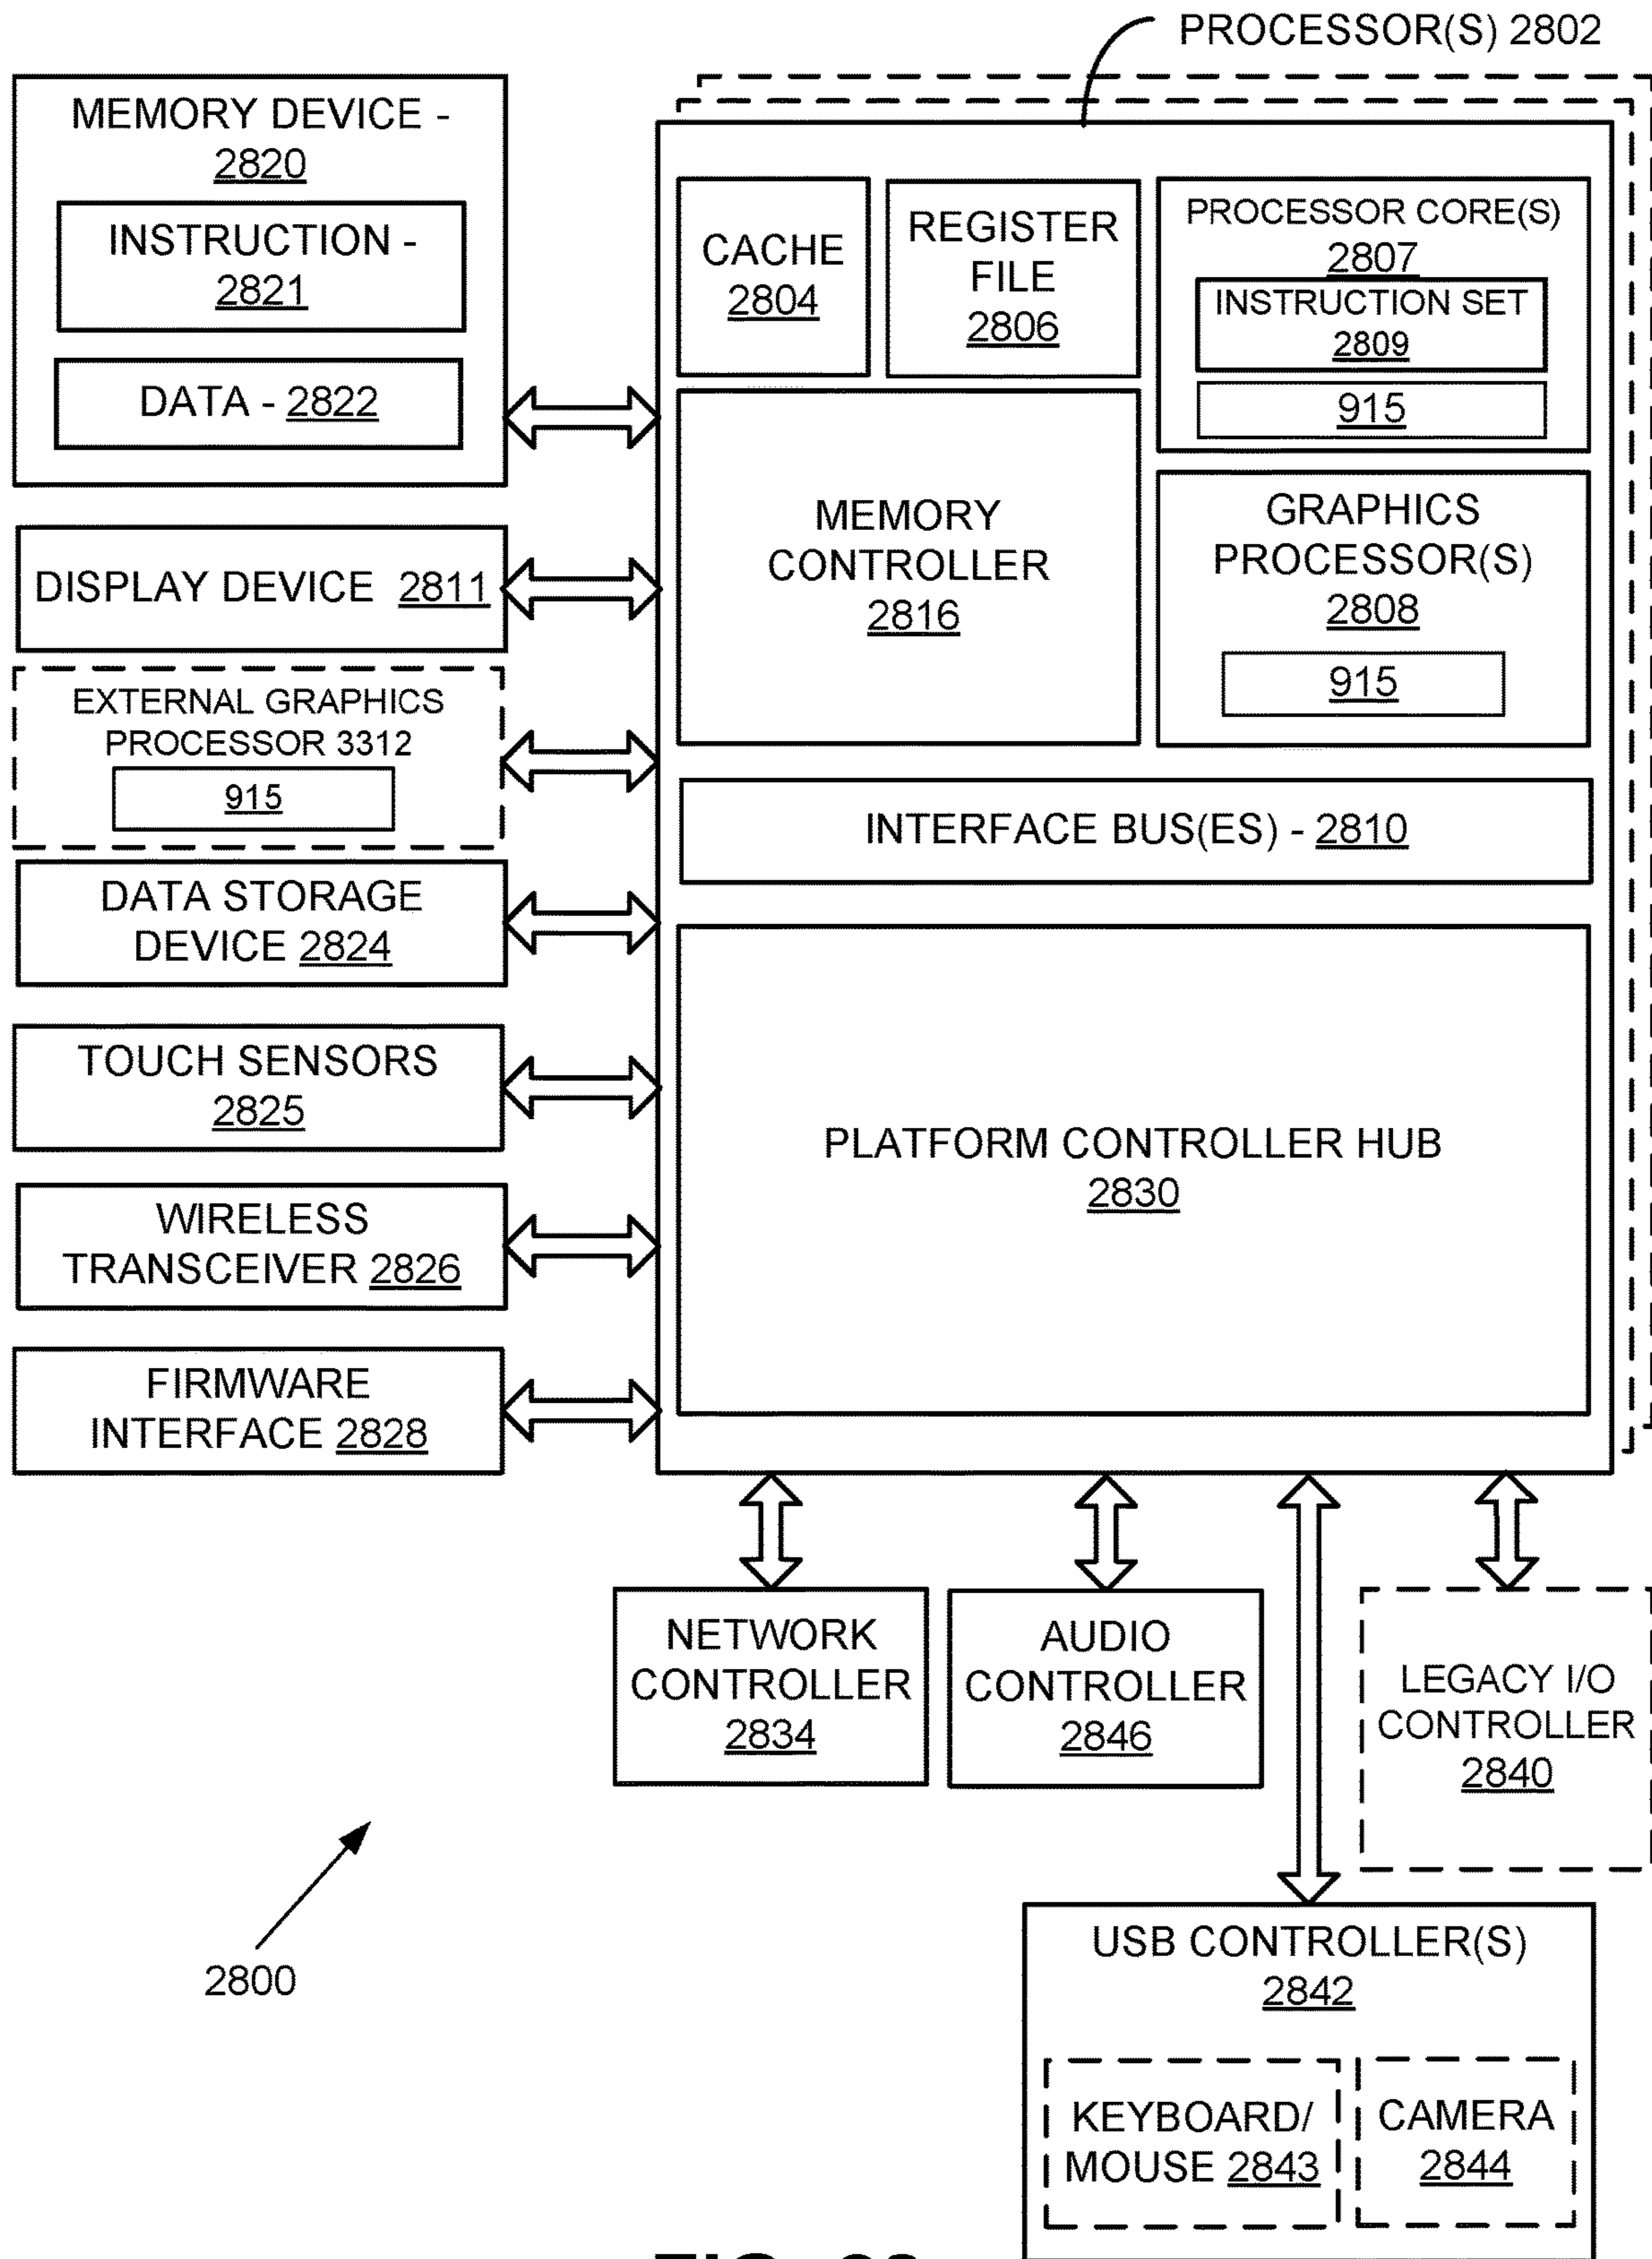 PROCESSOR(S) 2802
MEMORY DEVICE -
2820
INSTRUCTION -
2821
DATA - 2822
DISPLAY DEVICE 2811
EXTERNAL GRAPHICS
PROCESSOR 3312
915
DATA STORAGE
DEVICE 2824
TOUCH SENSORS
2825
WIRELESS
TRANSCEIVER 2826
FIRMWARE
INTERFACE 2828
CACHE
2804
REGISTER
FILE
2806
PROCESSOR CORE(S)
2807
INSTRUCTION SET
2809
915
MEMORY
CONTROLLER
2816
GRAPHICS
PROCESSOR(S)
2808
915
INTERFACE BUS(ES) - 2810
PLATFORM CONTROLLER HUB
2830
NETWORK
CONTROLLER
2834
AUDIO
CONTROLLER
2846
LEGACY I/O
CONTROLLER
2840
2800
USB CONTROLLER(S)
2842
KEYBOARD/
MOUSE 2843
CAMERA
2844